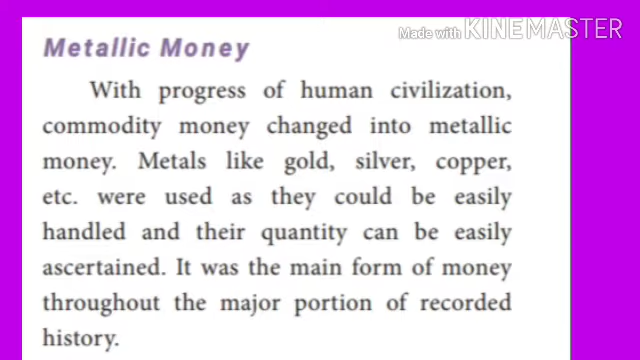 Made with KINEMASTER
Metallic Money
With progress of human civilization,
commodity money changed into metallic
money. Metals like gold, silver, copper,
etc. were used as they could be easily
handled and their quantity can be easily
ascertained. It was the main form of money
throughout the major portion of recorded
history.